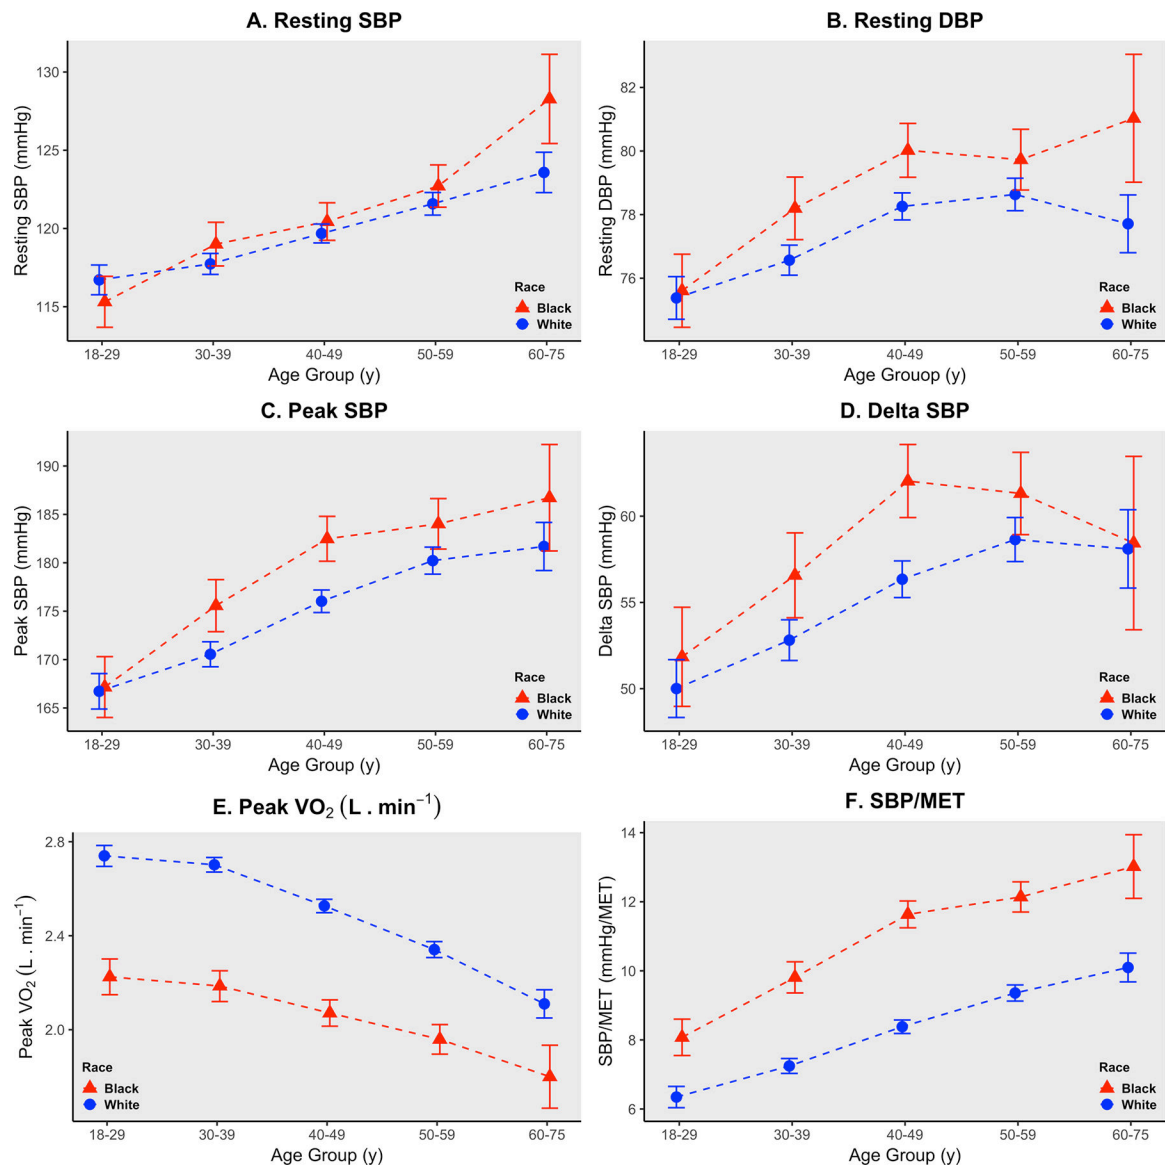 A. Resting SBP
Resting SBP (mmHg)
130
125
120
115
Race
Black
White
18-29 30-39 40-49 50-59 60-75
Age Group (y)
B. Resting DBP
Resting DBP (mmHg)
82
80
78
76
Race
Black
White
18-29 30-39 40-49 50-59 60-75
Age Gruoop (y)
C. Peak SBP
Peak SBP (mmHg)
190
185
180
175
170
165
Race
Black
White
18-29 30-39 40-49 50-59 60-75
Age Group (y)
D. Delta SBP
Delta SBP (mmHg)
60
55
50
Race
Black
White
18-29 30-39 40-49 50-59 60-75
Age Group (y)
E. Peak VO₂ (L . min⁻¹)
Peak VO₂ (L . min⁻¹)
2.8
2.4
2.0
Race
Black
White
18-29 30-39 40-49 50-59 60-75
Age Group (y)
F. SBP/MET
SBP/MET (mmHg/MET)
14
12
10
8
6
Race
Black
White
18-29 30-39 40-49 50-59 60-75
Age Group (y)